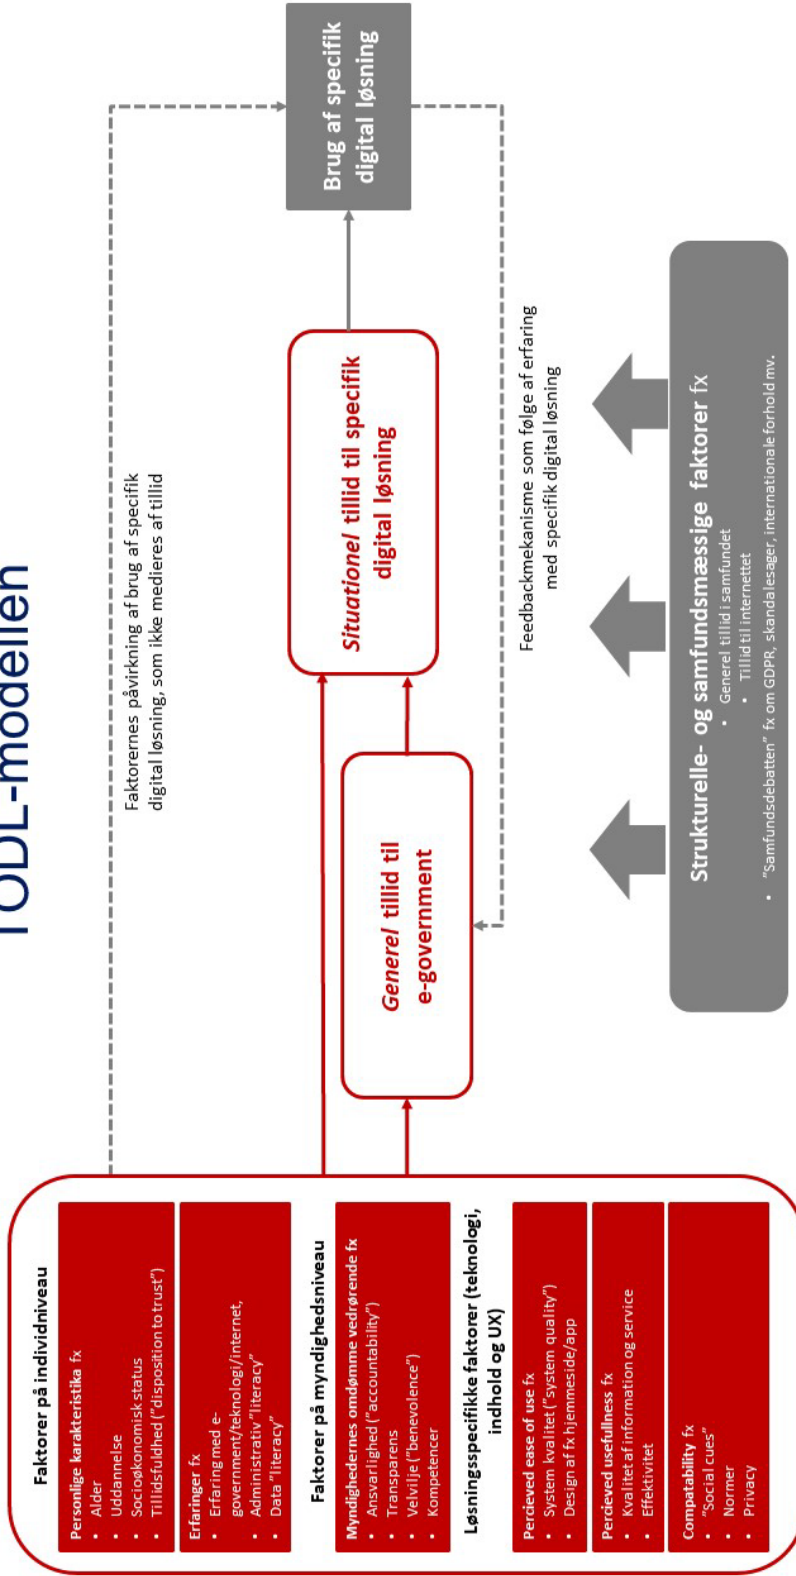 TODL-modellen
Faktorer på individniveau
Personlige karakteristika fx
• Alder
• Uddannelse
• Socioøkonomisk status
• Tillidsfuldhed ("disposition to trust")
Erfaringer fx
• Erfaring med e-
government/teknologi/internet,
• Administrativ "literacy"
• Data "literacy"
Faktorer på myndighedsniveau
Myndighedernes omdømme vedrørende fx
• Ansvarlighed ("accountability")
• Transparens
• Velvilje ("benevolence")
• Kompetencer
Løsningsspecifikke faktorer (teknologi,
indhold og UX)
Percieved ease of use fx
• System kvalitet ("system quality")
• Design af fx hjemmeside/app
Percieved usefullness fx
• Kvalitet af information og service
• Effektivitet
Compatability fx
• "Social cues"
• Normer
• Privacy
Faktorernes påvirkning af brug af specifik
digital løsning, som ikke medieres af tillid
Generel tillid til
e-government
Situationel tillid til specifik
digital løsning
Brug af specifik
digital løsning
Feedbackmekanisme som følge af erfaring
med specifik digital løsning
Strukturelle- og samfundsmæssige faktorer fx
• Generel tillid i samfundet
• Tillid til internettet
• "Samfundsdebatten" fx om GDPR, skandalesager, internationale forhold mv.